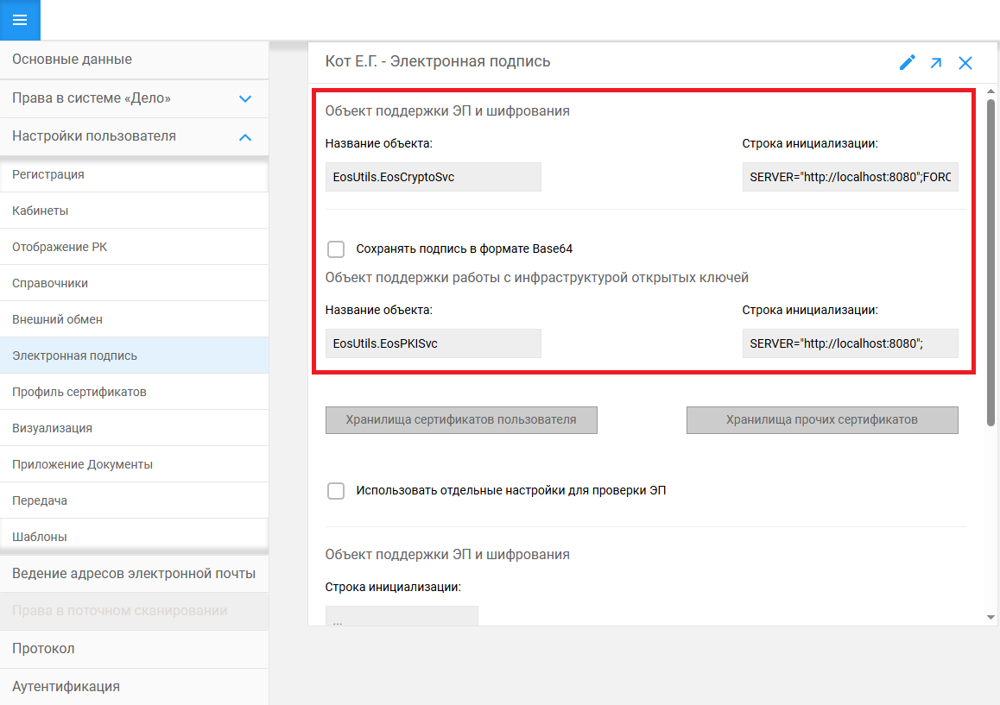 Основные данные
Права в системе «Дело»
Настройки пользователя
Регистрация
Кабинеты
Отображение РК
Справочники
Внешний обмен
Электронная подпись
Профиль сертификатов
Визуализация
Приложение Документы
Передача
Шаблоны
Ведение адресов электронной почты
Права в поточном сканировании
Протокол
Аутентификация
Кот Е.Г. - Электронная подпись
Объект поддержки ЭП и шифрования
Название объекта: Строка инициализации:
EosUtils.EosCryptoSvc SERVER="http://localhost:8080";FORC
Сохранять подпись в формате Base64
Объект поддержки работы с инфраструктурой открытых ключей
Название объекта: Строка инициализации:
EosUtils.EosPKISvc SERVER="http://localhost:8080";
Хранилища сертификатов пользователя Хранилища прочих сертификатов
Использовать отдельные настройки для проверки ЭП
Объект поддержки ЭП и шифрования
Строка инициализации:
...